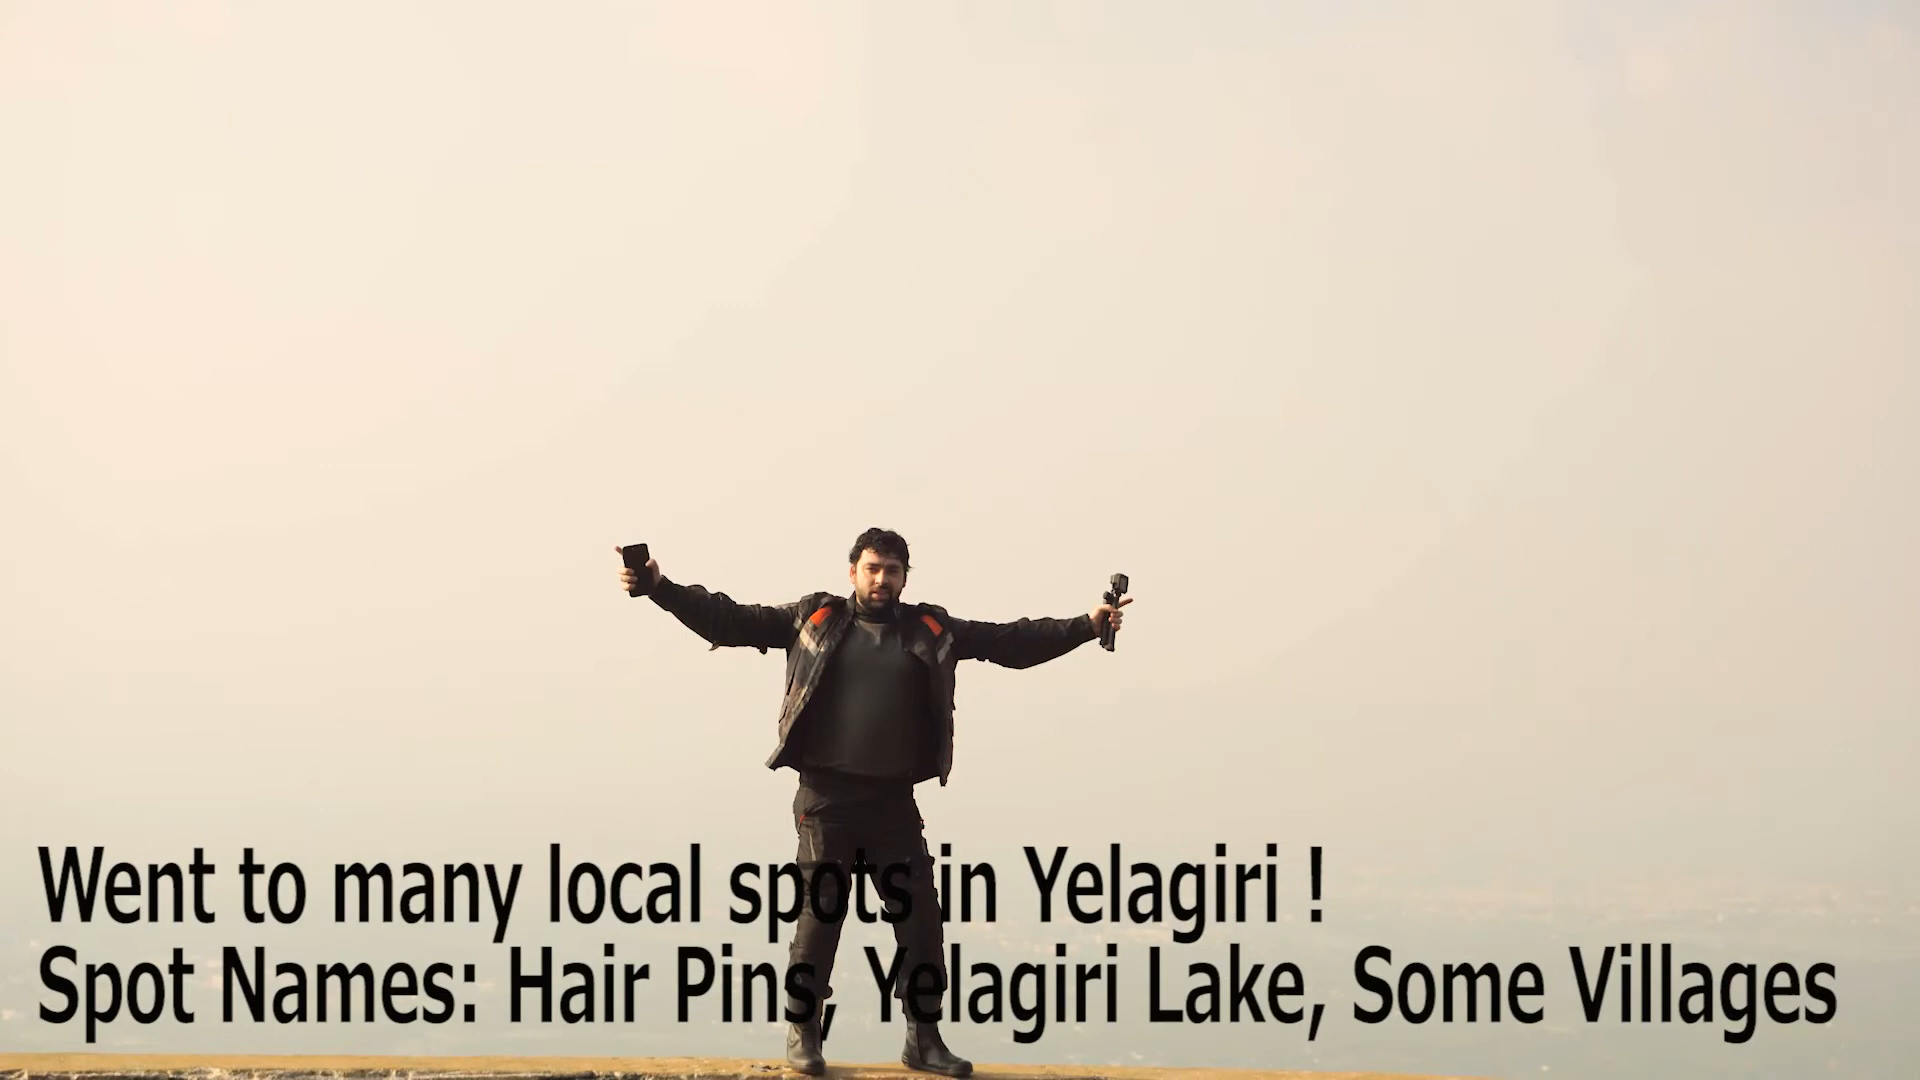 Went to many local spots in Yelagiri !
Spot Names: Hair Pins, Yelagiri Lake, Some Villages